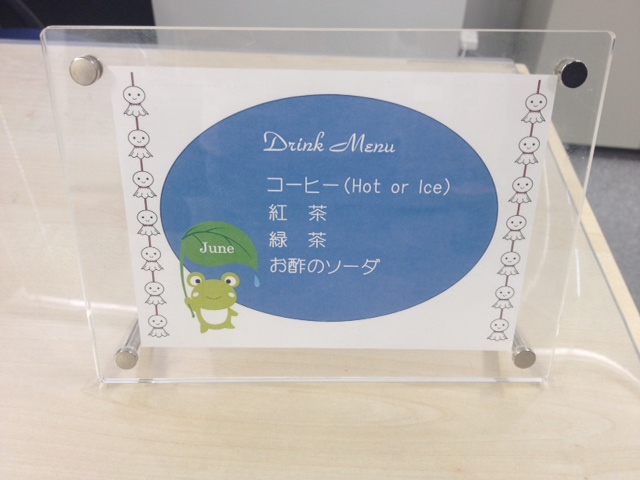 Drink Menu
コーヒー(Hot or Ice)
紅　茶
緑　茶
お酢のソーダ
June